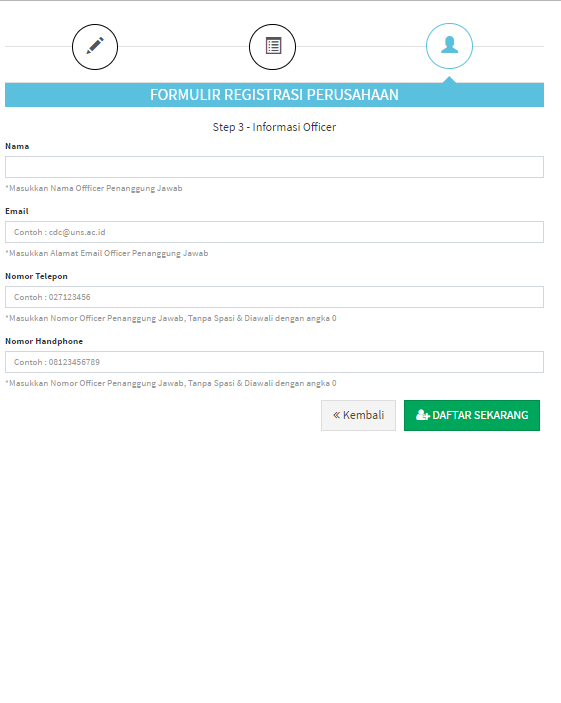 FORMULIR REGISTRASI PERUSAHAAN
Step 3 - Informasi Officer
Nama
*Masukkan Nama Offficer Penanggung Jawab
Email
Contoh : cdc@uns.ac.id
*Masukkan Alamat Email Officer Penanggung Jawab
Nomor Telepon
Contoh : 027123456
*Masukkan Nomor Officer Penanggung Jawab, Tanpa Spasi & Diawali dengan angka 0
Nomor Handphone
Contoh : 08123456789
*Masukkan Nomor Officer Penanggung Jawab, Tanpa Spasi & Diawali dengan angka 0
« Kembali
DAFTAR SEKARANG